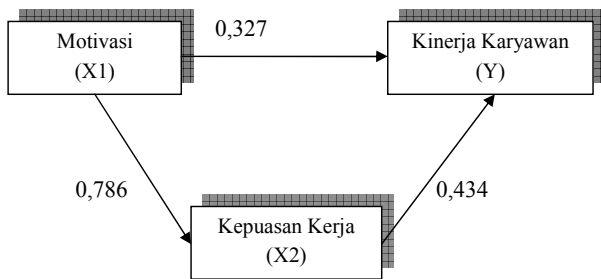 Motivasi
(X1)
0,327
Kinerja Karyawan
(Y)
0,786
0,434
Kepuasan Kerja
(X2)